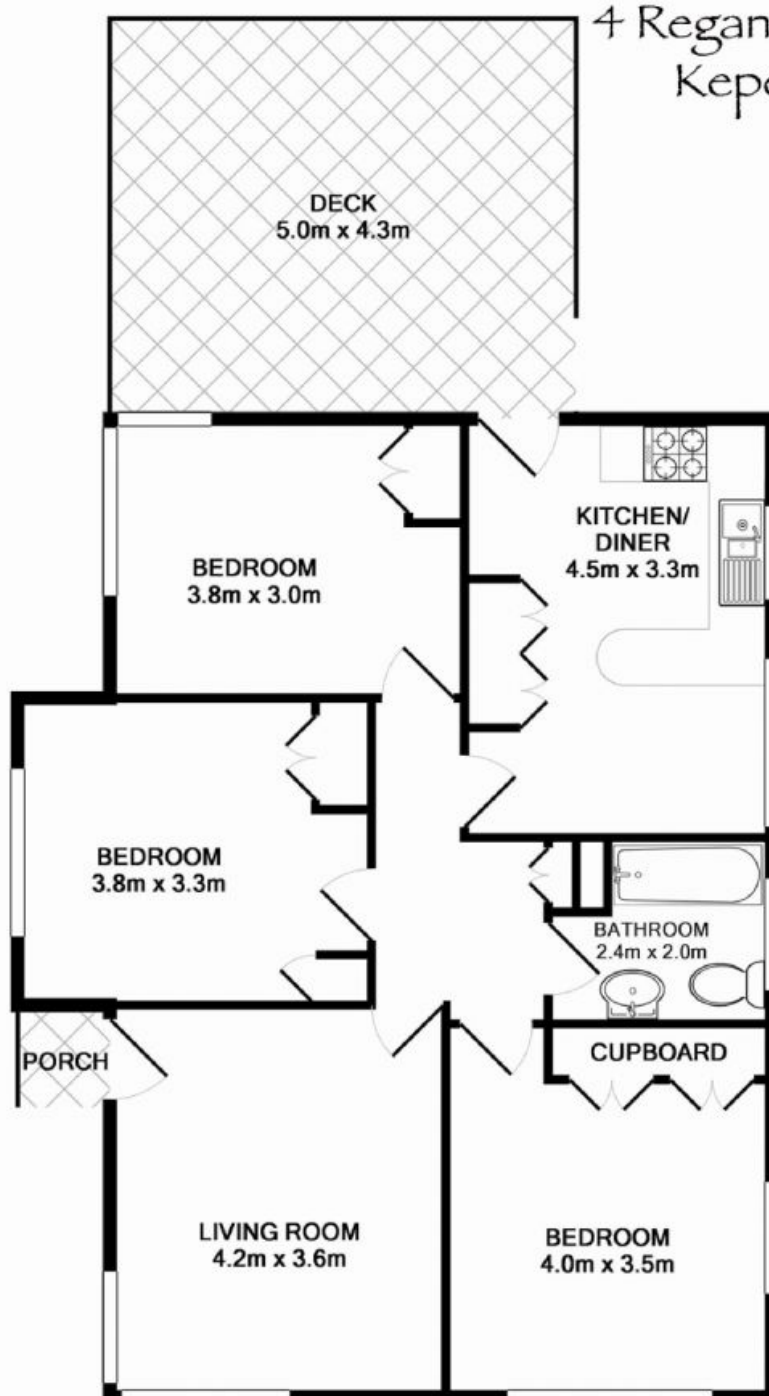 4 Regan
DECK
5.0m x 4.3m
BEDROOM
3.8m x 3.0m
KITCHEN/
DINER
4.5m x 3.3m
BEDROOM
3.8m x 3.3m
BATHROOM
2.4m x 2.0m
PORCH
CUPBOARD
LIVING ROOM
4.2m x 3.6m
BEDROOM
4.0m x 3.5m